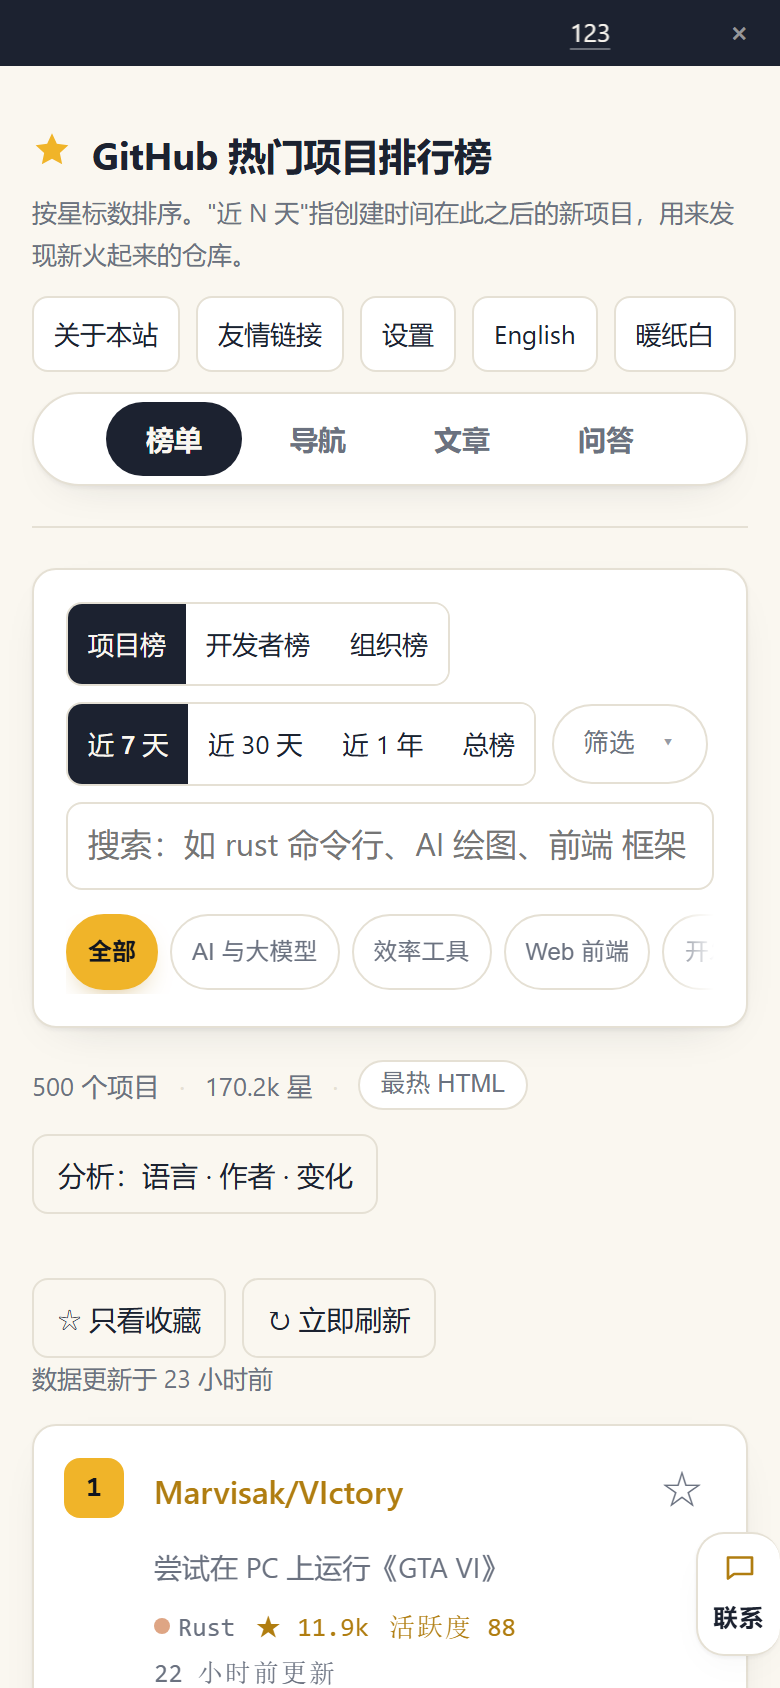 123 ×
GitHub 热门项目排行榜
按星标数排序。"近 N 天"指创建时间在此之后的新项目，用来发
现新火起来的仓库。
关于本站 友情链接 设置 English 暖纸白
榜单 导航 文章 问答
项目榜 开发者榜 组织榜
近 7 天 近 30 天 近 1 年 总榜 筛选 ▾
搜索：如 rust 命令行、AI 绘图、前端 框架
全部 AI 与大模型 效率工具 Web 前端 开
500 个项目 · 170.2k 星 · 最热 HTML
分析：语言 · 作者 · 变化
☆ 只看收藏 ↻ 立即刷新
数据更新于 23 小时前
1 Marvisak/VIctory ☆
尝试在 PC 上运行《GTA VI》
Rust ★ 11.9k 活跃度 88
联系
22 小时前更新